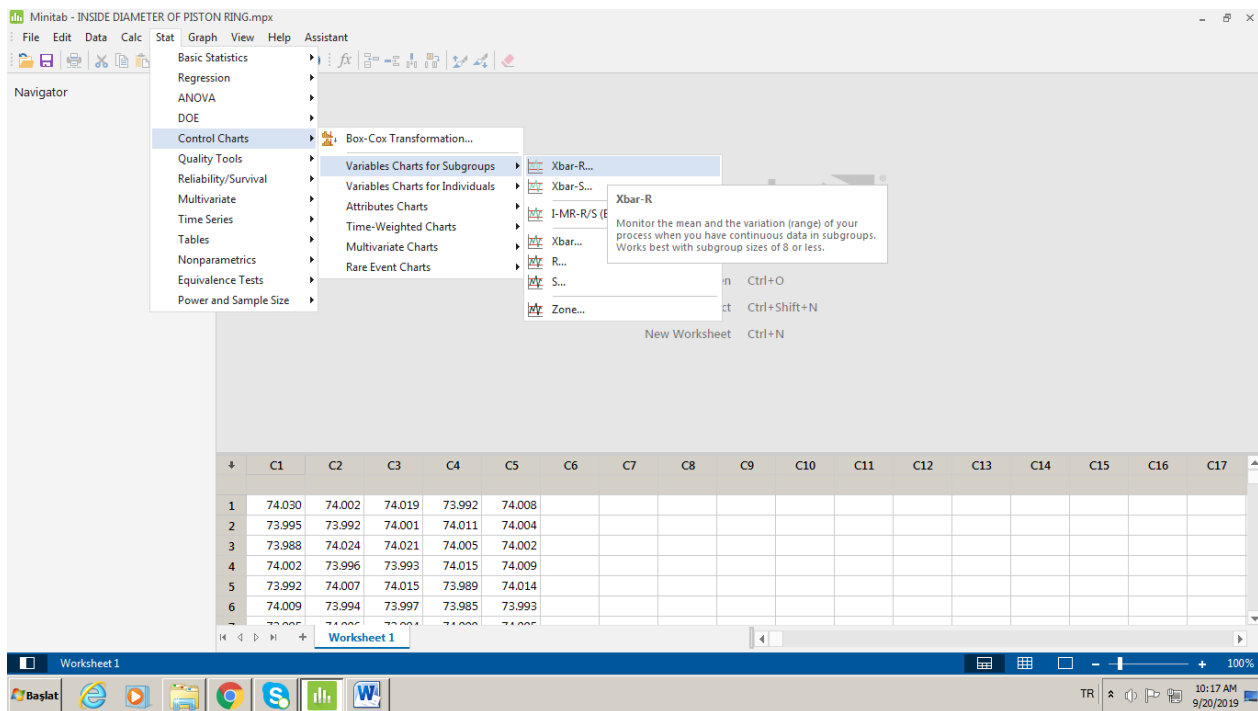 Minitab - INSIDE DIAMETER OF PISTON RING.mpx
File Edit Data Calc Stat Graph View Help Assistant
Navigator
Basic Statistics
Regression
ANOVA
DOE
Control Charts
Quality Tools
Reliability/Survival
Multivariate
Time Series
Tables
Nonparametrics
Equivalence Tests
Power and Sample Size
Box-Cox Transformation...
Variables Charts for Subgroups
Variables Charts for Individuals
Attributes Charts
Time-Weighted Charts
Multivariate Charts
Rare Event Charts
Xbar-R...
Xbar-S...
I-MR-R/S (B
Xbar...
R...
S...
Zone...
Xbar-R
Monitor the mean and the variation (range) of your
process when you have continuous data in subgroups.
Works best with subgroup sizes of 8 or less.
Ctrl+O
Ctrl+Shift+N
New Worksheet Ctrl+N
C1 C2 C3 C4 C5 C6 C7 C8 C9 C10 C11 C12 C13 C14 C15 C16 C17
1 74.030 74.002 74.019 73.992 74.008
2 73.995 73.992 74.001 74.011 74.004
3 73.988 74.024 74.021 74.005 74.002
4 74.002 73.996 73.993 74.015 74.009
5 73.992 74.007 74.015 73.989 74.014
6 74.009 73.994 73.997 73.985 73.993
Worksheet 1
Worksheet 1 100%
Başlat TR 10:17 AM
9/20/2019